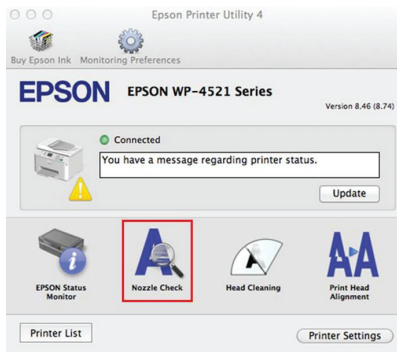 Epson Printer Utility 4
Buy Epson Ink Monitoring Preferences
EPSON EPSON WP-4521 Series
Version 8.46 (8.74)
Connected
You have a message regarding printer status.
Update
EPSON Status
Monitor
Nozzle Check
Head Cleaning
Print Head
Alignment
Printer List
Printer Settings